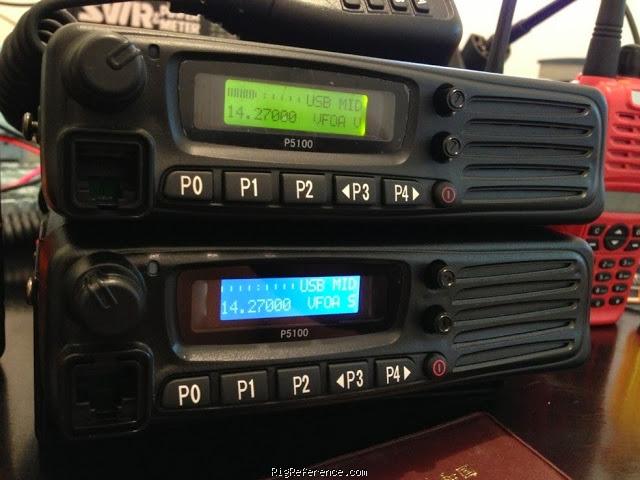 SWR
METER
USB MID
14.27000 VFOA V
P5100
P0 P1 P2 ◀P3 P4▶
USB MID
14.27000 VFOA S
P5100
P0 P1 P2 ◀P3 P4▶
RigReference.com